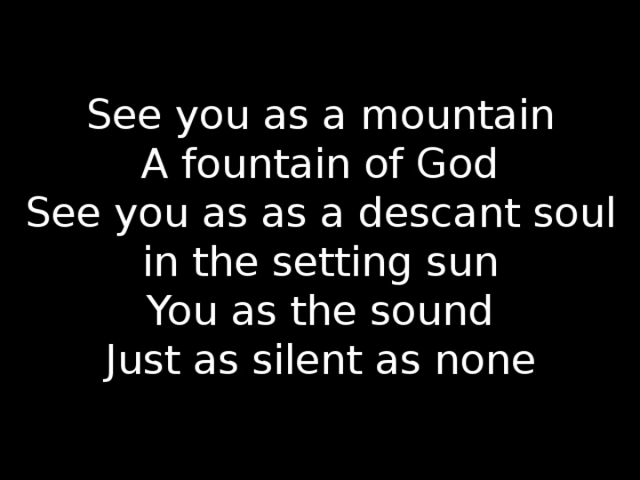 See you as a mountain
A fountain of God
See you as as a descant soul
in the setting sun
You as the sound
Just as silent as none